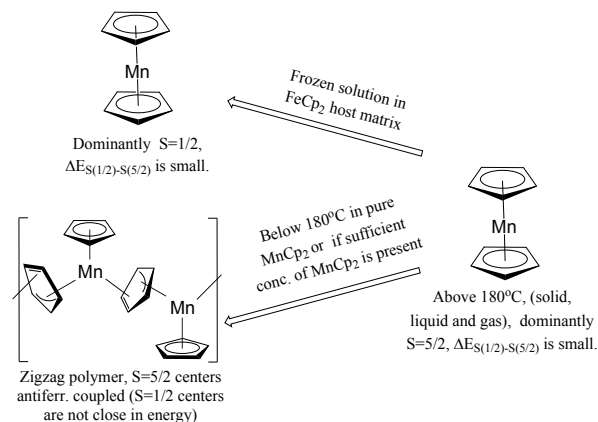 Mn
Dominantly S=1/2,
ΔES(1/2)-S(5/2) is small.
Frozen solution in
FeCp2 host matrix
Mn
Above 180°C, (solid,
liquid and gas), dominantly
S=5/2, ΔES(1/2)-S(5/2) is small.
Below 180°C in pure
MnCp2 or if sufficient
conc. of MnCp2 is present
Mn
Mn
Zigzag polymer, S=5/2 centers
antiferr. coupled (S=1/2 centers
are not close in energy)